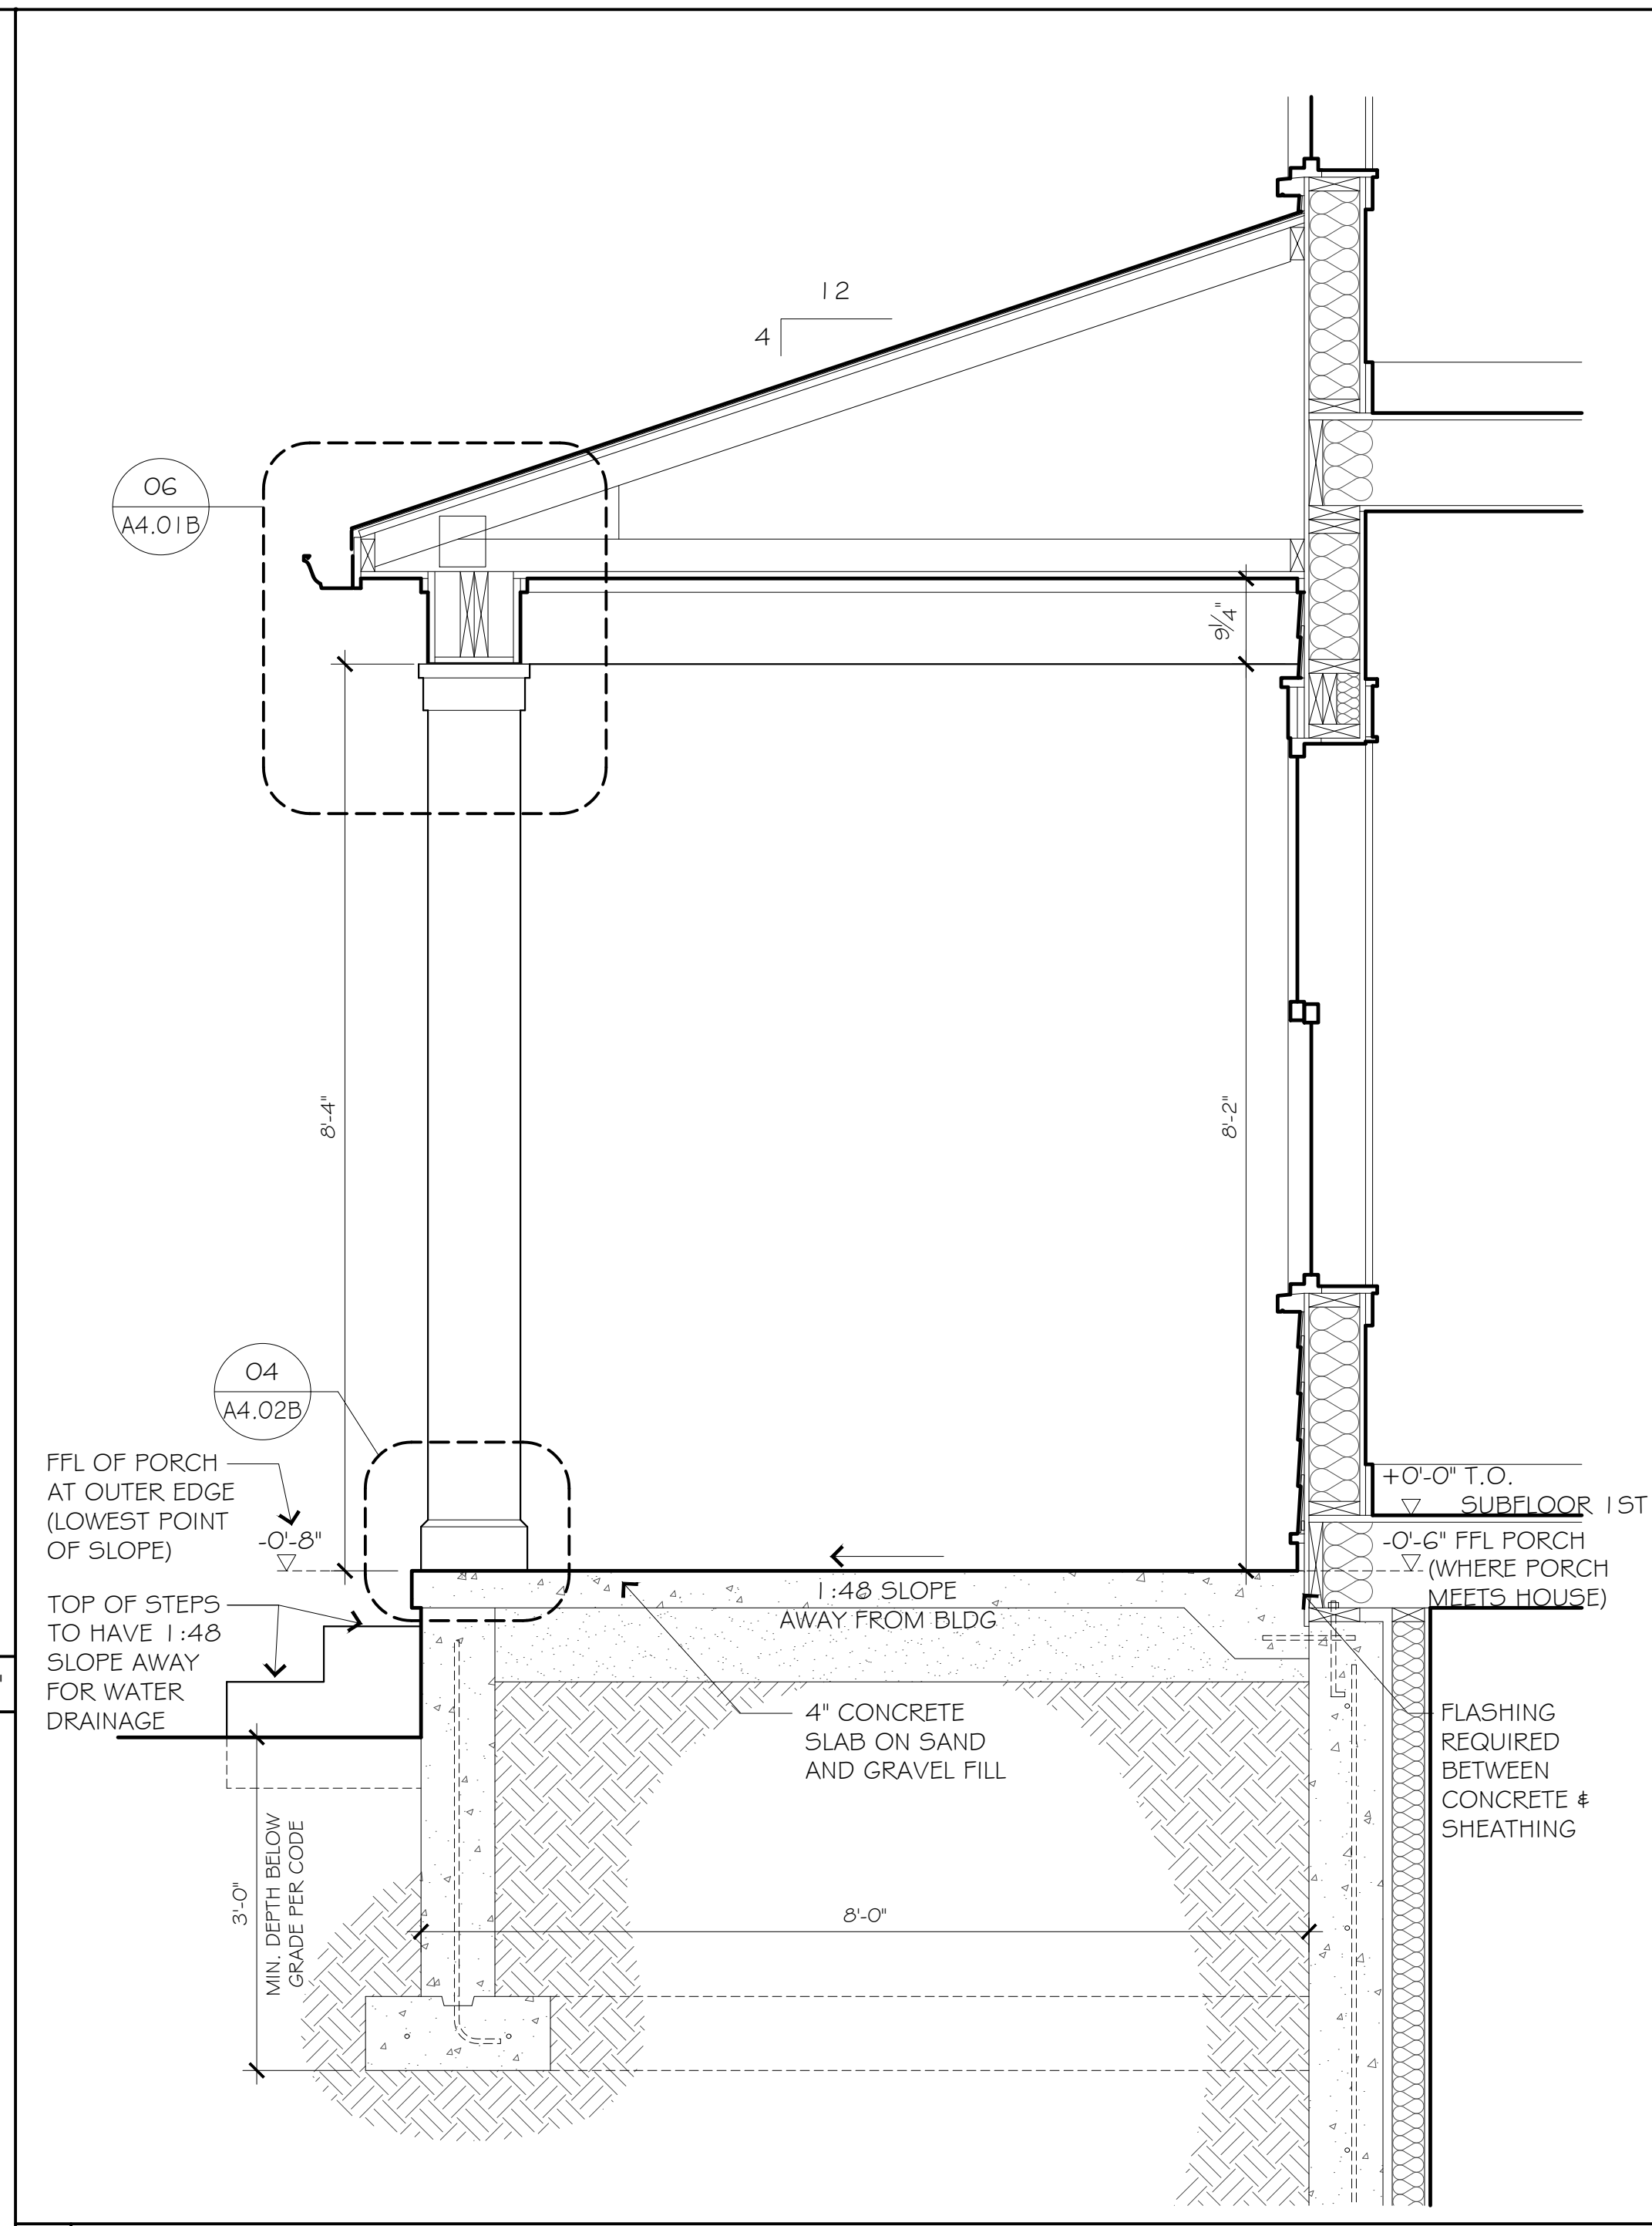 12
4
06
A4.01B
9¼"
8'-4"
8'-2"
04
A4.02B
FFL OF PORCH
AT OUTER EDGE
(LOWEST POINT
OF SLOPE)
-0'-8"
+0'-0" T.O.
SUBFLOOR 1ST
-0'-6" FFL PORCH
(WHERE PORCH
MEETS HOUSE)
1:48 SLOPE
AWAY FROM BLDG
TOP OF STEPS
TO HAVE 1:48
SLOPE AWAY
FOR WATER
DRAINAGE
4" CONCRETE
SLAB ON SAND
AND GRAVEL FILL
FLASHING
REQUIRED
BETWEEN
CONCRETE &
SHEATHING
3'-0"
MIN. DEPTH BELOW
GRADE PER CODE
8'-0"